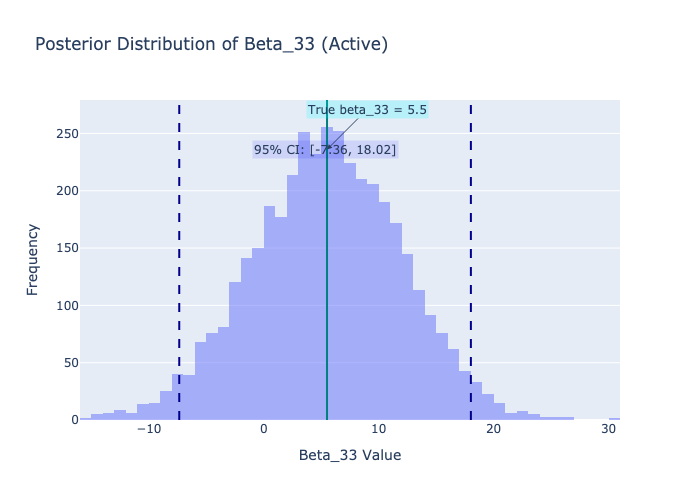 Posterior Distribution of Beta_33 (Active)
True beta_33 = 5.5
95% CI: [-7.36, 18.02]
250
200
150
100
50
0
Frequency
−10
0
10
20
30
Beta_33 Value